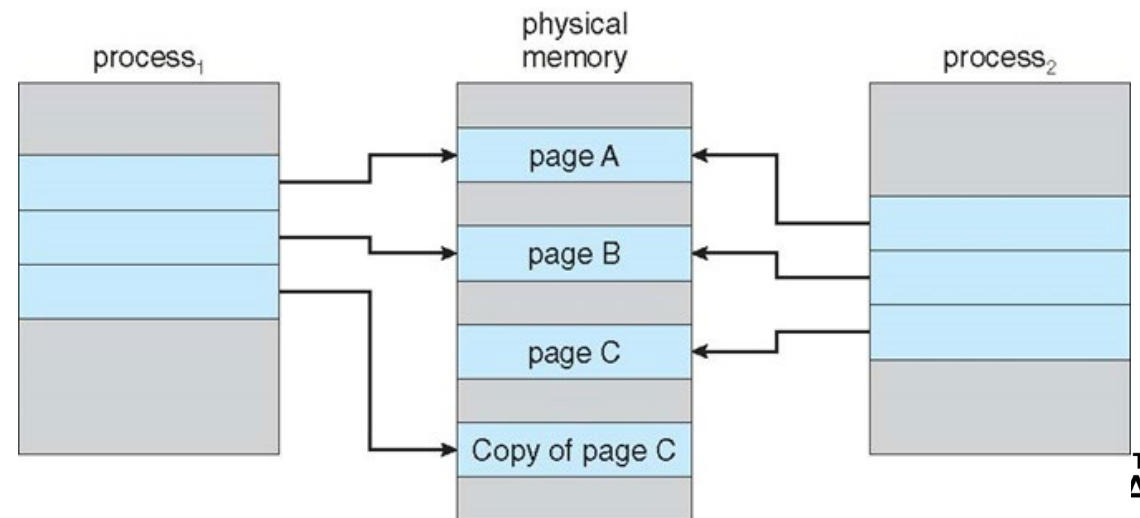 process₁
physical
memory
process₂
page A
page B
page C
Copy of page C